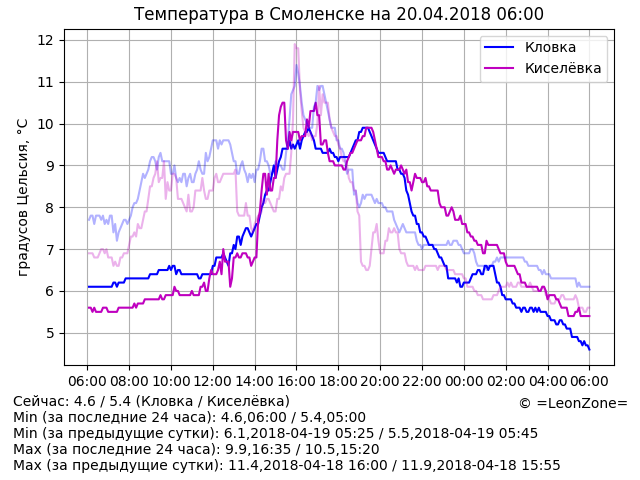 Температура в Смоленске на 20.04.2018 06:00
Кловка
Киселёвка
градусов Цельсия, °C
12
11
10
9
8
7
6
5
06:00 08:00 10:00 12:00 14:00 16:00 18:00 20:00 22:00 00:00 02:00 04:00 06:00
Сейчас: 4.6 / 5.4 (Кловка / Киселёвка)
© =LeonZone=
Min (за последние 24 часа): 4.6,06:00 / 5.4,05:00
Min (за предыдущие сутки): 6.1,2018-04-19 05:25 / 5.5,2018-04-19 05:45
Max (за последние 24 часа): 9.9,16:35 / 10.5,15:20
Max (за предыдущие сутки): 11.4,2018-04-18 16:00 / 11.9,2018-04-18 15:55